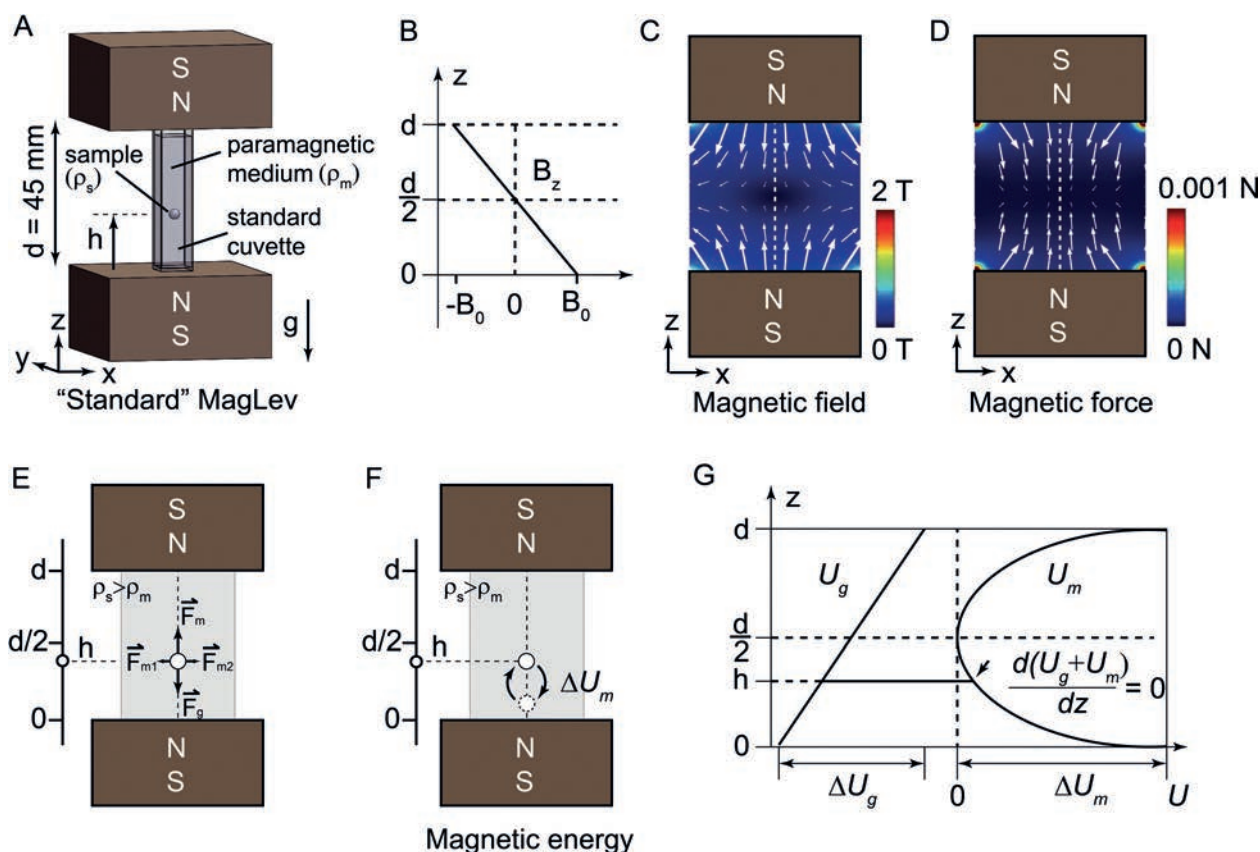 A
S
N
d = 45 mm
sample
(ρs)
paramagnetic
medium (ρm)
h
standard
cuvette
N
S
g
z
y
x
"Standard" MagLev
B
z
d
d
2
Bz
0
-B0
0
B0
C
S
N
2 T
0 T
N
S
z
x
Magnetic field
D
S
N
0.001 N
0 N
N
S
z
x
Magnetic force
E
S
N
d
ρs>ρm
Fm
d/2
h
Fm1
Fm2
Fg
0
N
S
F
S
N
d
ρs>ρm
d/2
h
ΔUm
0
N
S
Magnetic energy
G
z
d
Ug
Um
d
2
h
d(Ug+Um)
dz
= 0
0
ΔUg
0
ΔUm
U